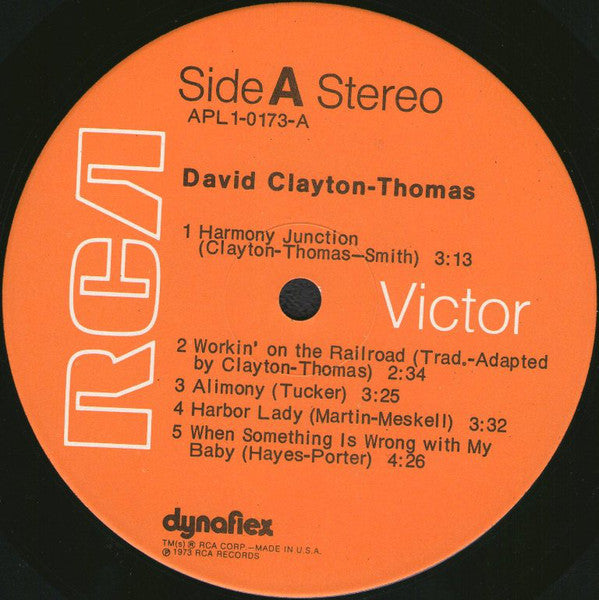 Side A Stereo
APL1-0173-A
RCA
David Clayton-Thomas
1 Harmony Junction
(Clayton-Thomas—Smith) 3:13
Victor
2 Workin' on the Railroad (Trad.-Adapted
by Clayton-Thomas) 2:34
3 Alimony (Tucker) 3:25
4 Harbor Lady (Martin-Meskell) 3:32
5 When Something Is Wrong with My
Baby (Hayes-Porter) 4:26
dynaflex
TM(s) ® RCA CORP.—MADE IN U.S.A.
℗ 1973 RCA RECORDS